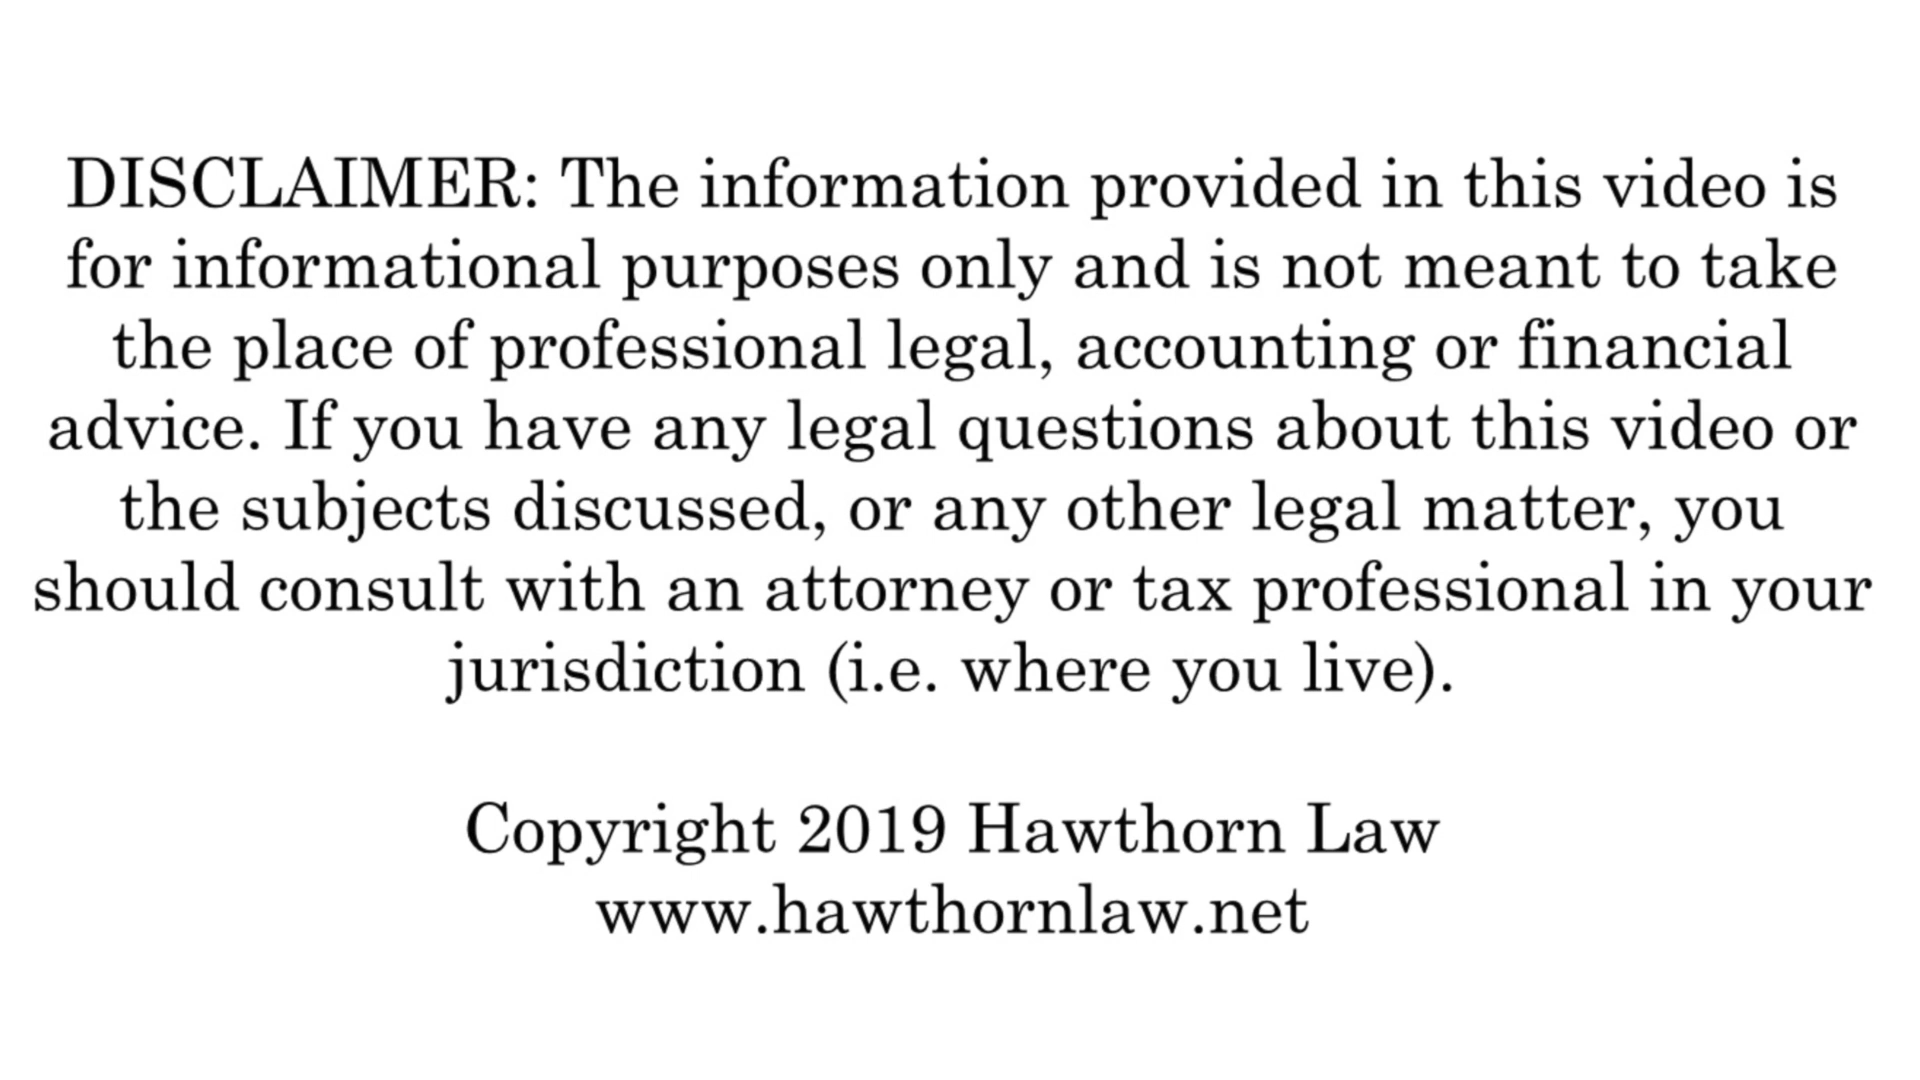 DISCLAIMER: The information provided in this video is
for informational purposes only and is not meant to take
the place of professional legal, accounting or financial
advice. If you have any legal questions about this video or
the subjects discussed, or any other legal matter, you
should consult with an attorney or tax professional in your
jurisdiction (i.e. where you live).
Copyright 2019 Hawthorn Law
www.hawthornlaw.net